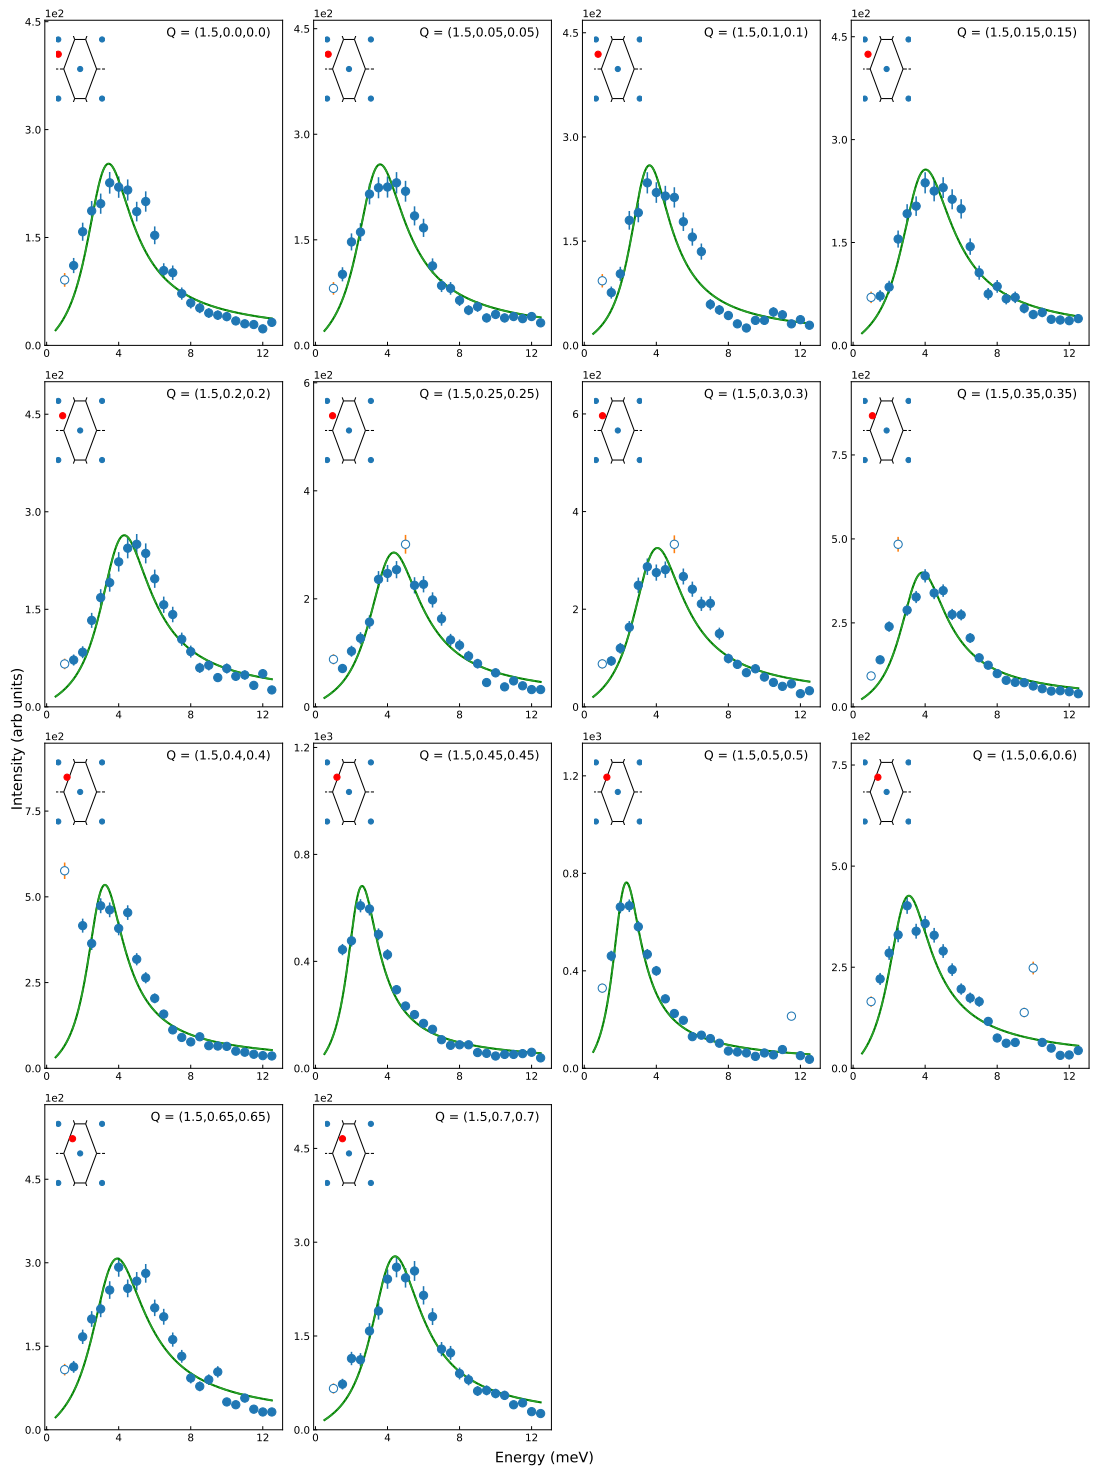 1e2
Q = (1.5,0.0,0.0)
4.5
3.0
1.5
0.0
0 4 8 12
1e2
Q = (1.5,0.05,0.05)
4.5
3.0
1.5
0.0
0 4 8 12
1e2
Q = (1.5,0.1,0.1)
4.5
3.0
1.5
0.0
0 4 8 12
1e2
Q = (1.5,0.15,0.15)
4.5
3.0
1.5
0.0
0 4 8 12
1e2
Q = (1.5,0.2,0.2)
4.5
3.0
1.5
0.0
0 4 8 12
1e2
Q = (1.5,0.25,0.25)
6
4
2
0
0 4 8 12
1e2
Q = (1.5,0.3,0.3)
6
4
2
0
0 4 8 12
1e2
Q = (1.5,0.35,0.35)
7.5
5.0
2.5
0.0
0 4 8 12
Intensity (arb units)
1e2
Q = (1.5,0.4,0.4)
7.5
5.0
2.5
0.0
0 4 8 12
1e3
Q = (1.5,0.45,0.45)
1.2
0.8
0.4
0.0
0 4 8 12
1e3
Q = (1.5,0.5,0.5)
1.2
0.8
0.4
0.0
0 4 8 12
1e2
Q = (1.5,0.6,0.6)
7.5
5.0
2.5
0.0
0 4 8 12
1e2
Q = (1.5,0.65,0.65)
4.5
3.0
1.5
0.0
0 4 8 12
1e2
Q = (1.5,0.7,0.7)
4.5
3.0
1.5
0.0
0 4 8 12
Energy (meV)